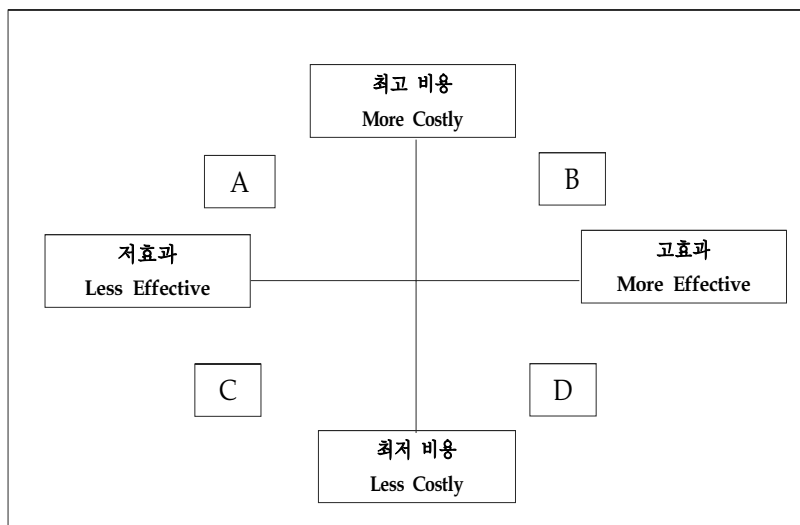 최고 비용
More Costly
A
B
저효과
Less Effective
고효과
More Effective
C
D
최저 비용
Less Costly